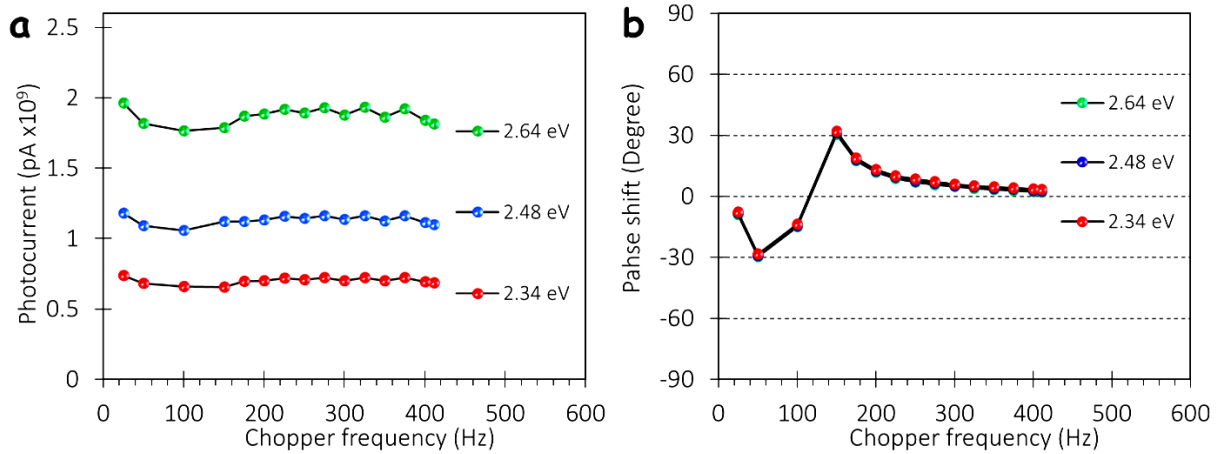 a
Photocurrent (pA x10⁹)
2.5
2
1.5
1
0.5
0
0
100
200
300
400
500
600
Chopper frequency (Hz)
2.64 eV
2.48 eV
2.34 eV
b
Pahse shift (Degree)
90
60
30
0
-30
-60
-90
0
100
200
300
400
500
600
Chopper frequency (Hz)
2.64 eV
2.48 eV
2.34 eV